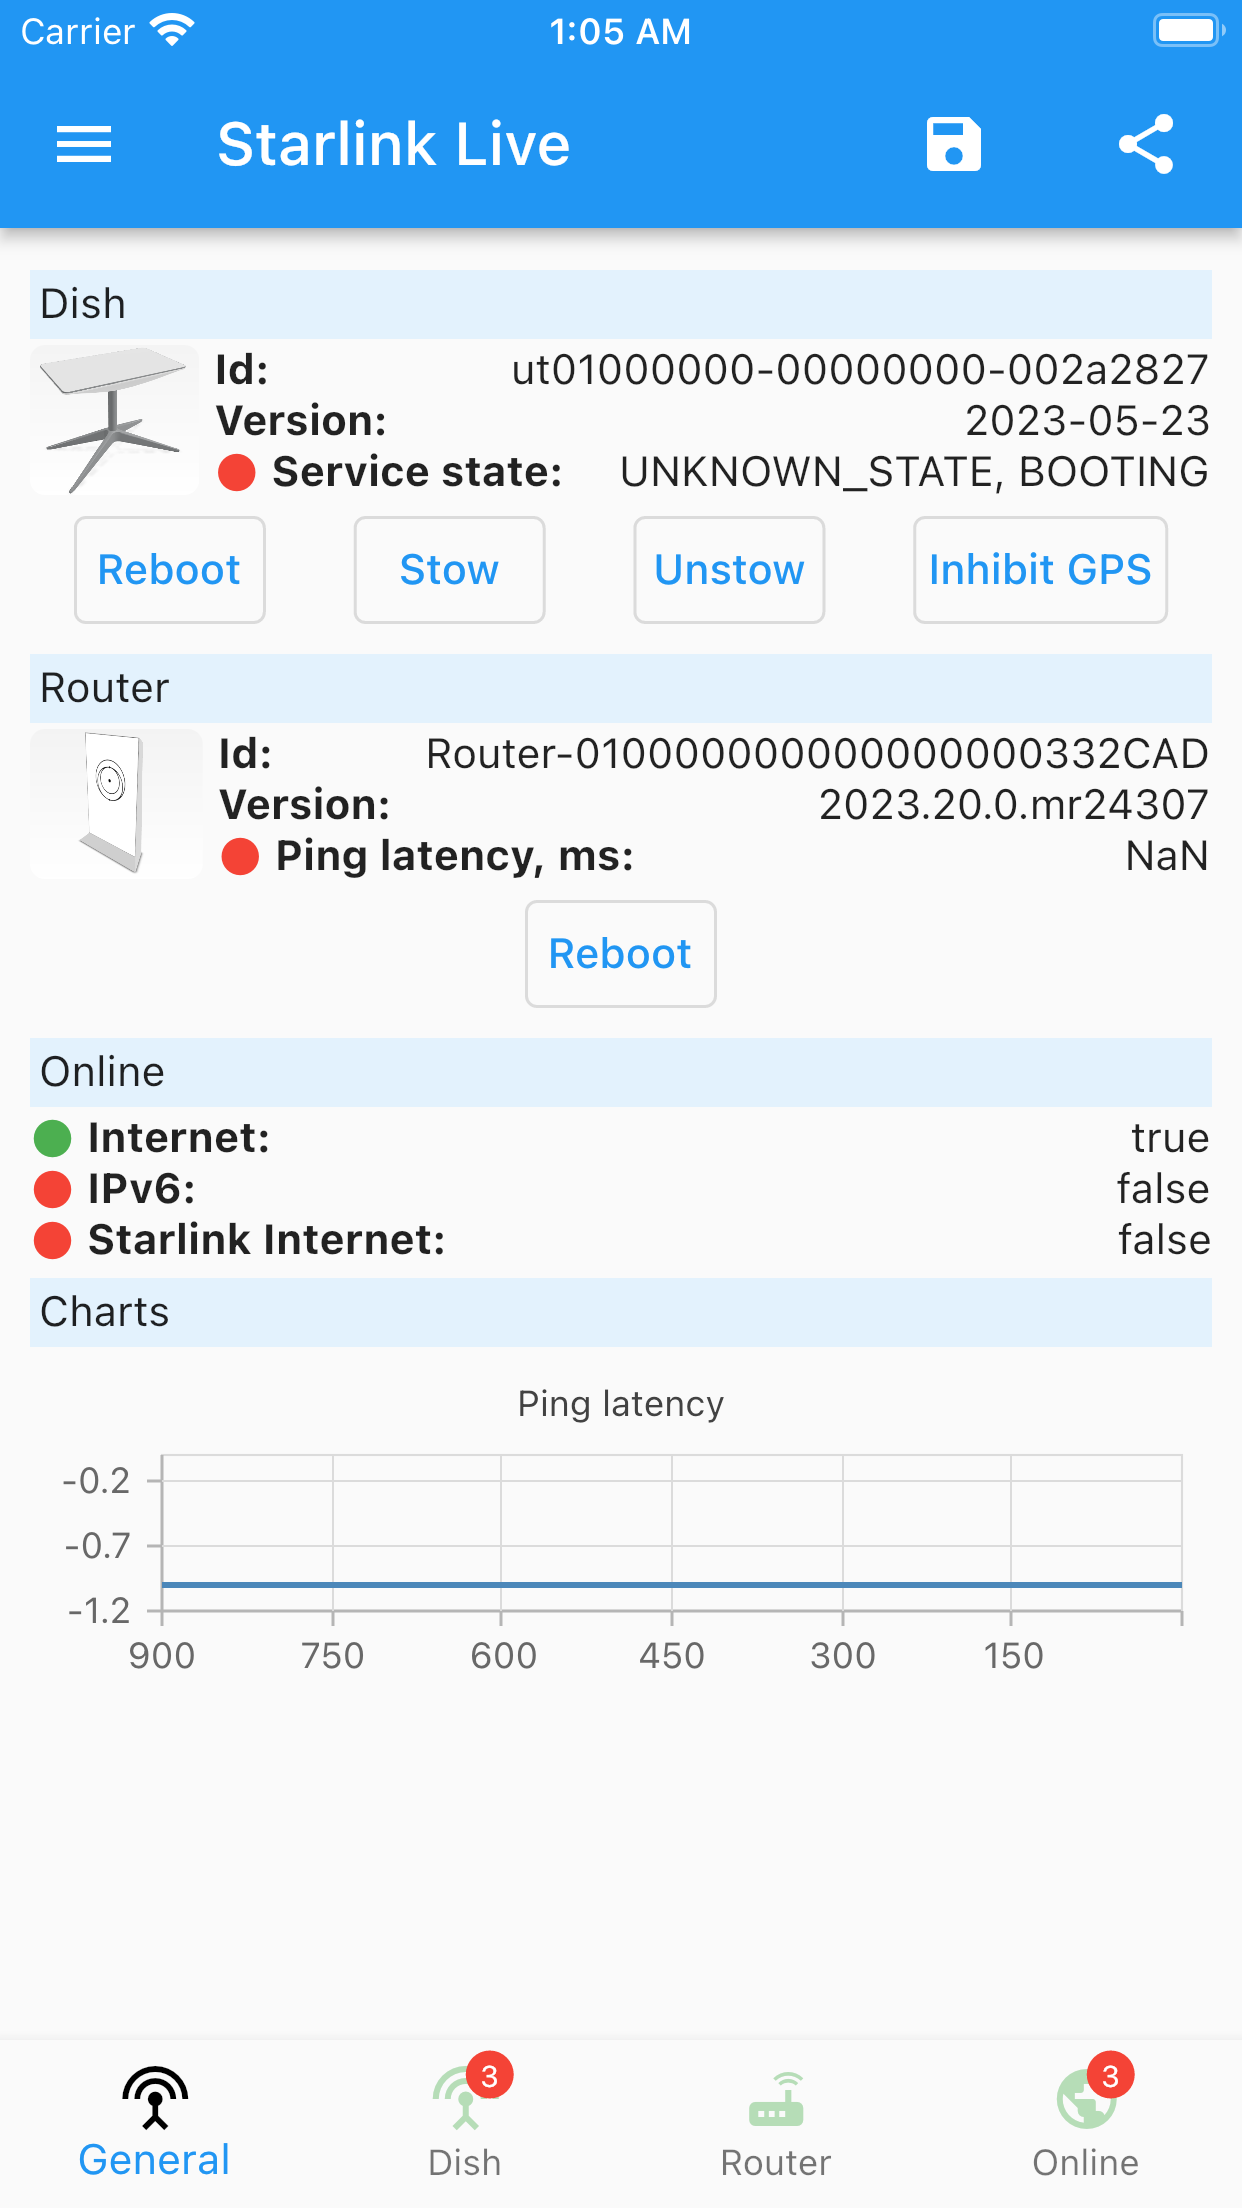 Carrier 1:05 AM
Starlink Live
Dish
Id: ut01000000-00000000-002a2827
Version: 2023-05-23
Service state: UNKNOWN_STATE, BOOTING
Reboot Stow Unstow Inhibit GPS
Router
Id: Router-010000000000000000332CAD
Version: 2023.20.0.mr24307
Ping latency, ms: NaN
Reboot
Online
Internet: true
IPv6: false
Starlink Internet: false
Charts
Ping latency
-0.2
-0.7
-1.2
900 750 600 450 300 150
3 3
General Dish Router Online